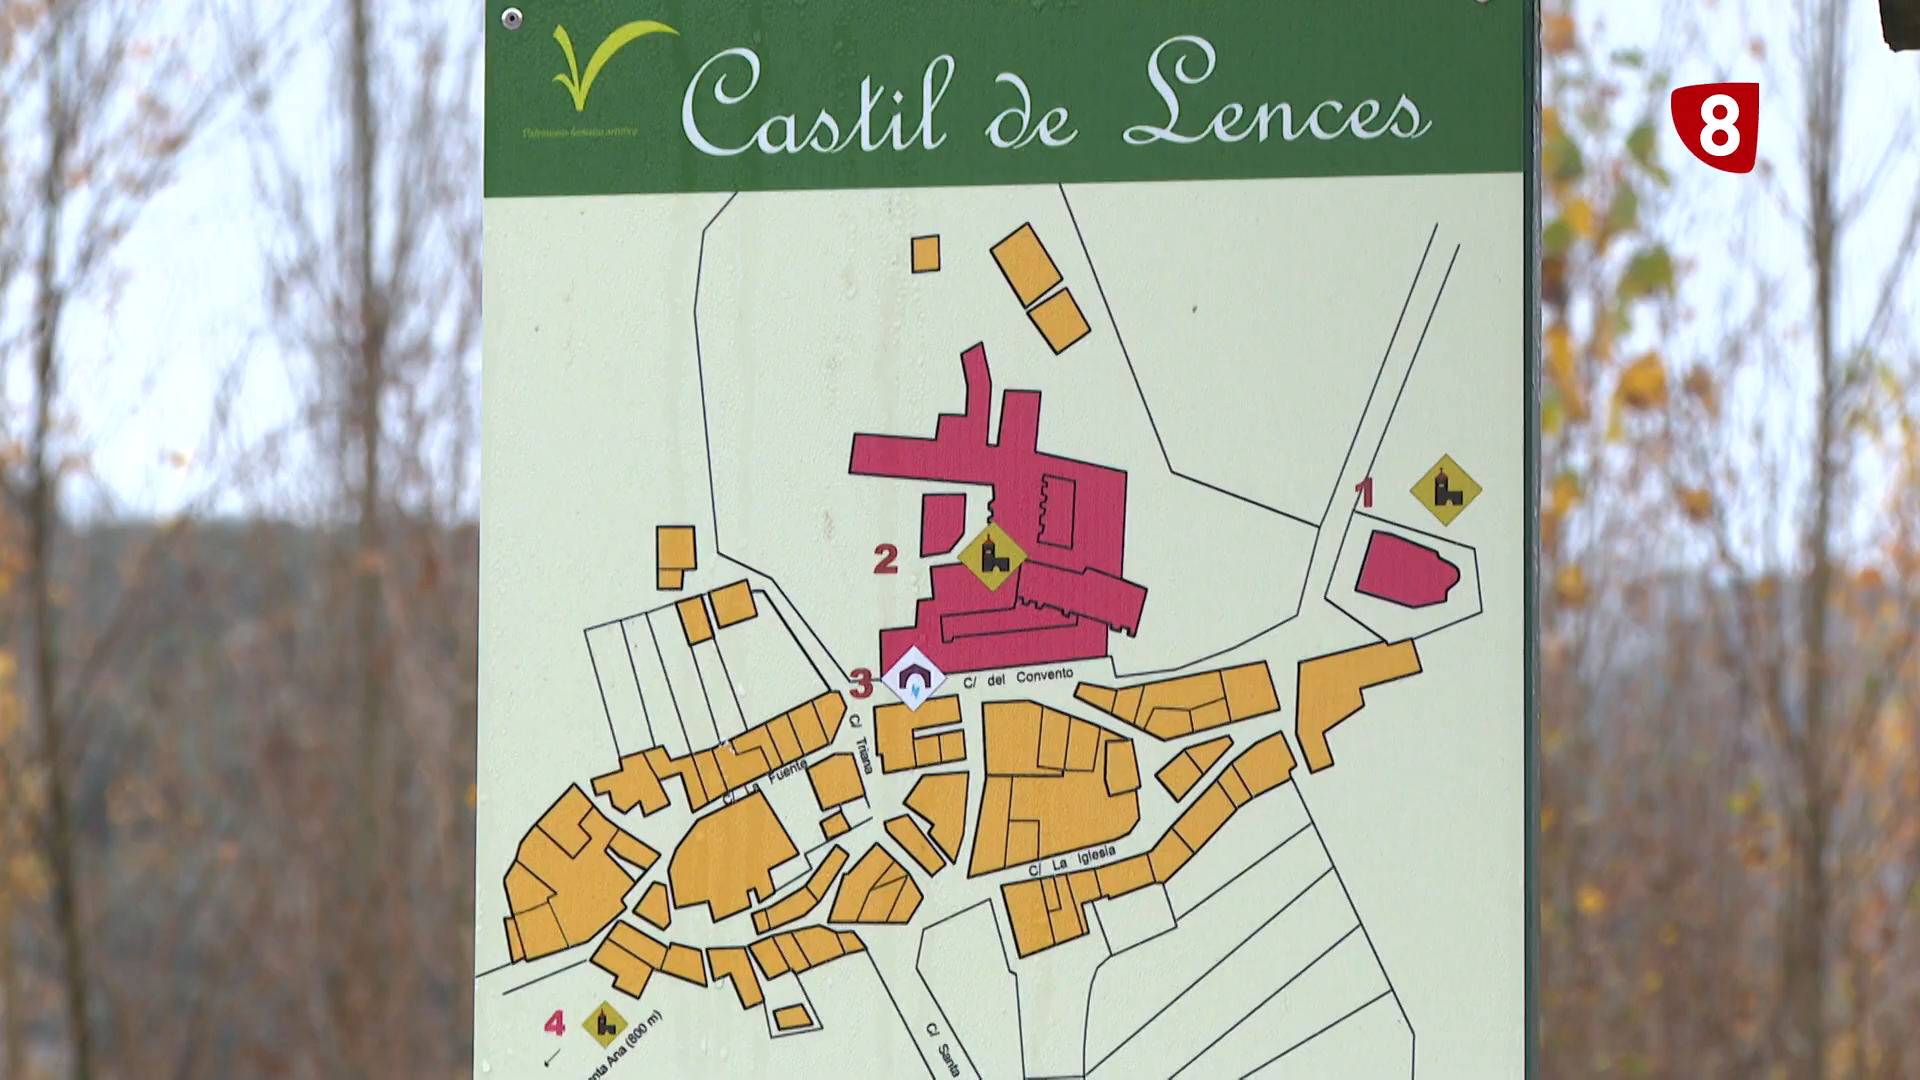 Castil de Lences
Patrimonio histórico artístico
8
1
2
3
C/ del Convento
C/ Triana
C/ La Fuente
C/ La Iglesia
4
nta Ana (800 m)
C/ Santa